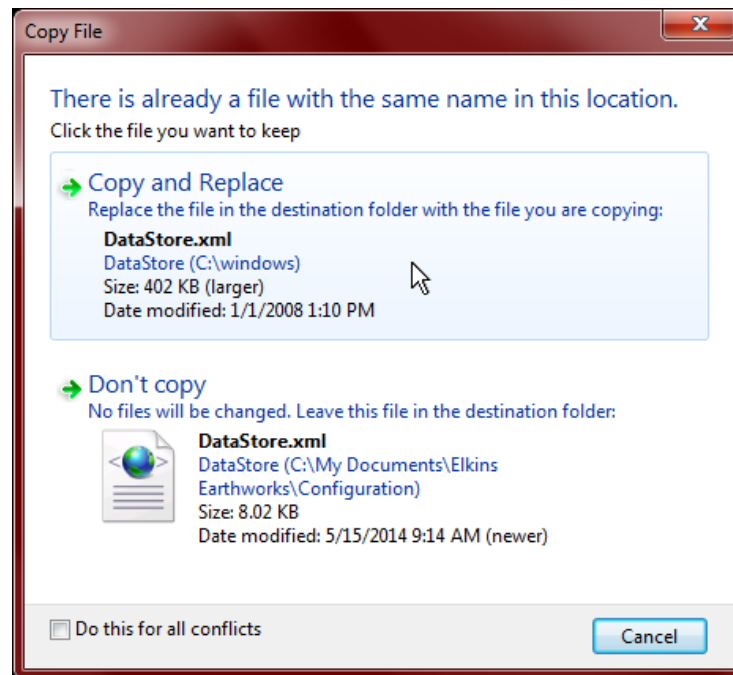 Copy File
There is already a file with the same name in this location.
Click the file you want to keep
Copy and Replace
Replace the file in the destination folder with the file you are copying:
DataStore.xml
DataStore (C:\windows)
Size: 402 KB (larger)
Date modified: 1/1/2008 1:10 PM
Don't copy
No files will be changed. Leave this file in the destination folder:
DataStore.xml
DataStore (C:\My Documents\Elkins
Earthworks\Configuration)
Size: 8.02 KB
Date modified: 5/15/2014 9:14 AM (newer)
Do this for all conflicts
Cancel